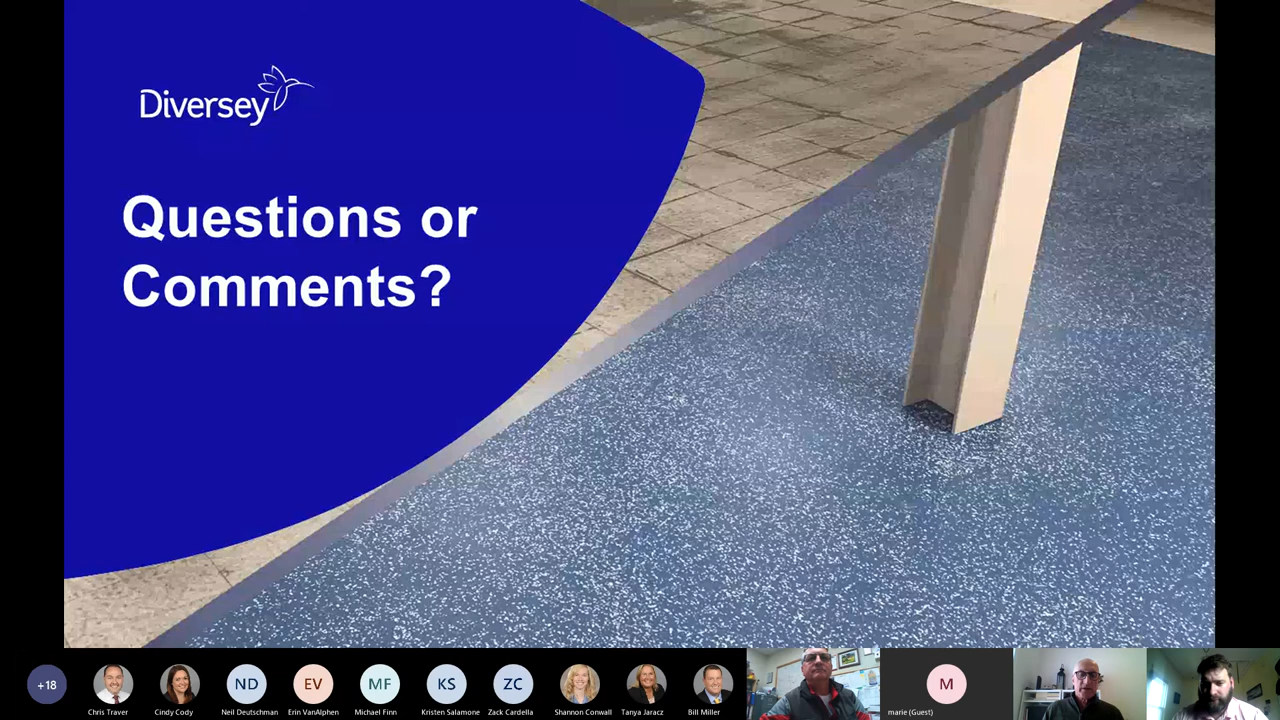 Diversey
Questions or
Comments?
+18
ND
EV
MF
KS
ZC
M
Chris Traver
Cindy Cody
Neil Deutschman
Erin VanAlphen
Michael Finn
Kristen Salamone
Zack Cardella
Shannon Conwall
Tanya Jaracz
Bill Miller
marie (Guest)